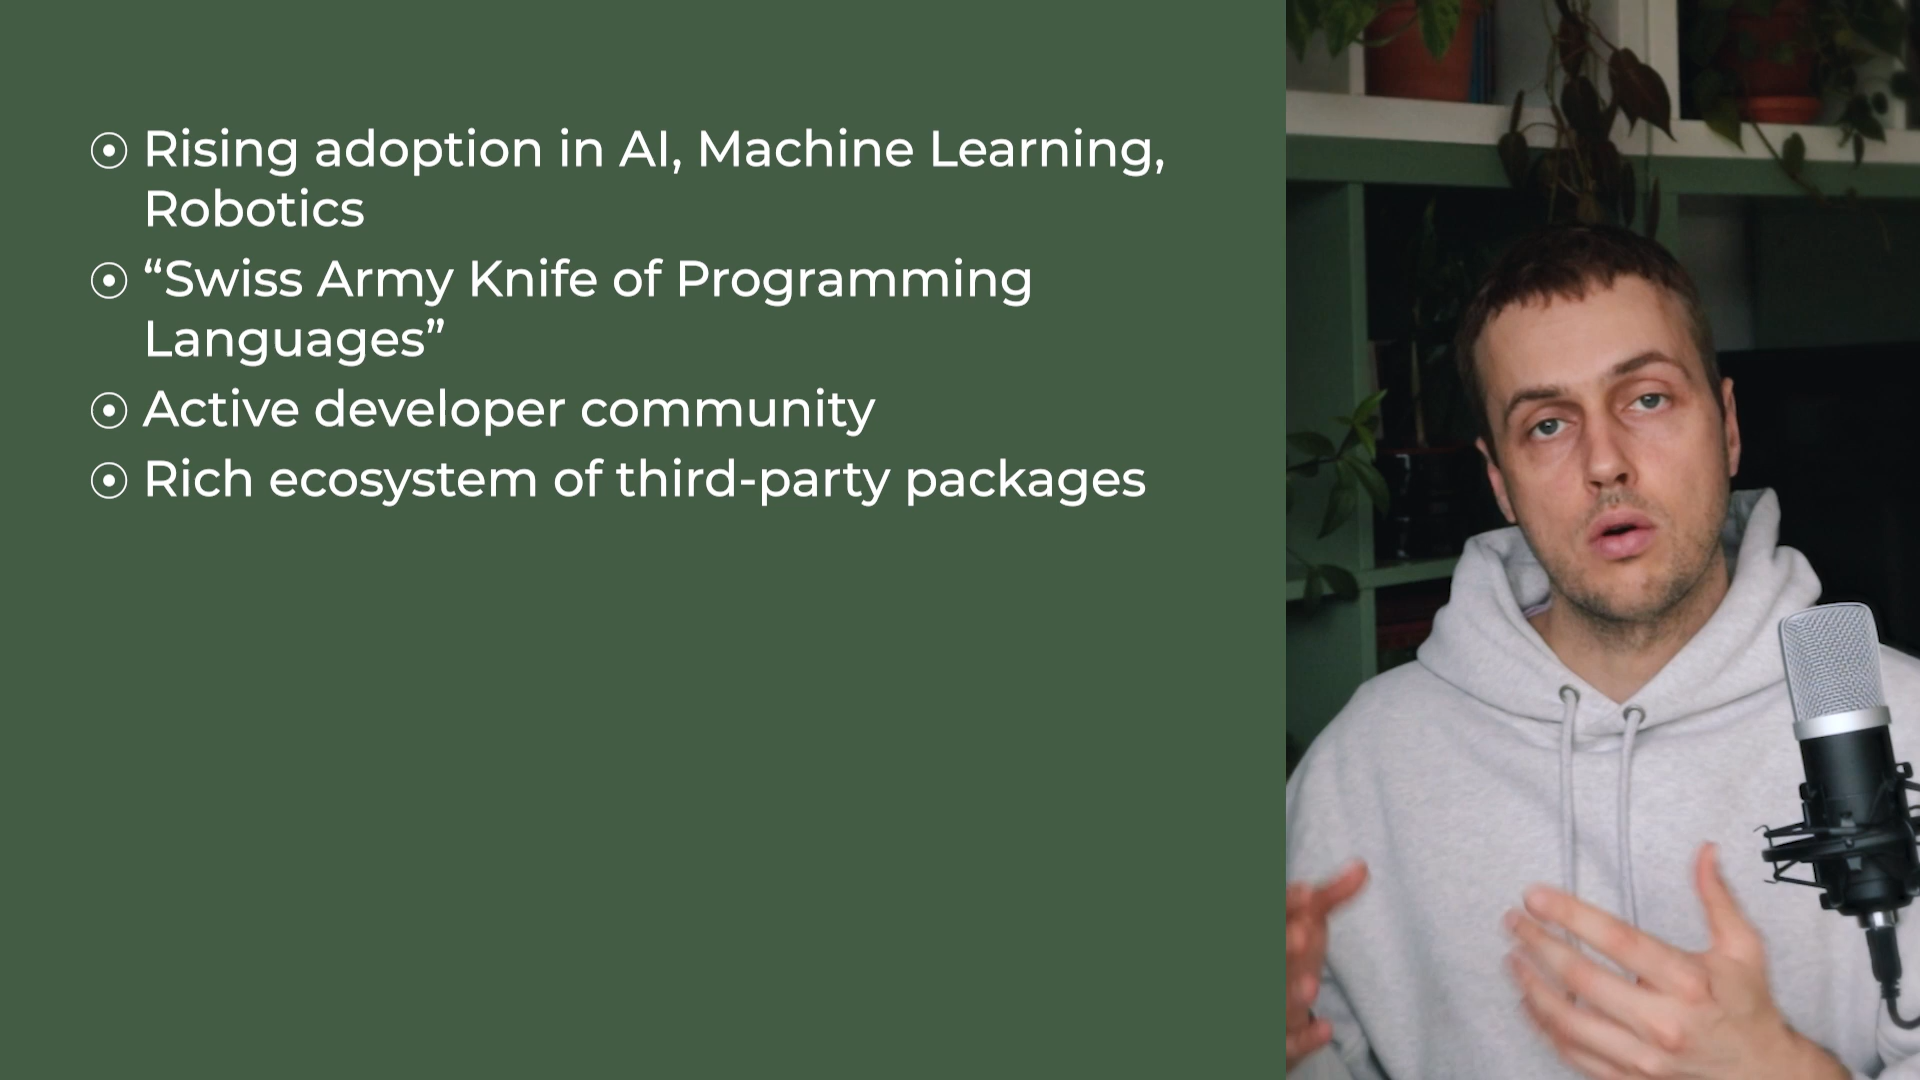 Rising adoption in AI, Machine Learning,
Robotics
“Swiss Army Knife of Programming
Languages”
Active developer community
Rich ecosystem of third-party packages